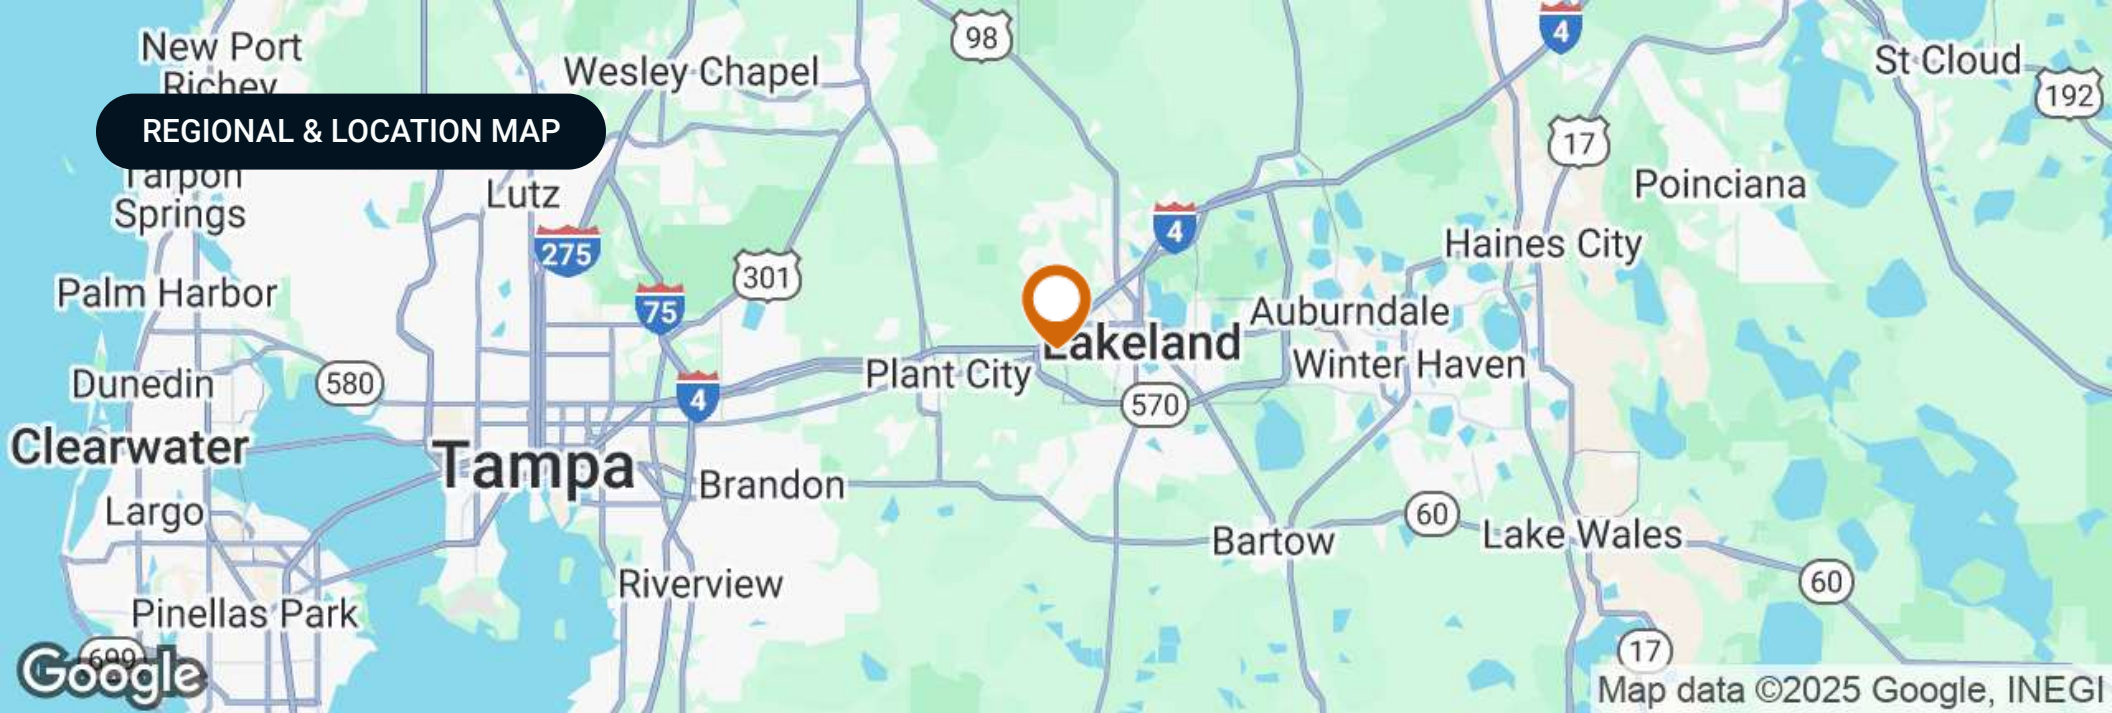 New Port
Richey
Wesley Chapel
98
4
St Cloud
192
REGIONAL & LOCATION MAP
17
Tarpon
Springs
Lutz
Poinciana
275
4
Haines City
301
75
Palm Harbor
Auburndale
Lakeland
Winter Haven
Plant City
Dunedin
580
4
570
Clearwater
Tampa
Brandon
Largo
60
Bartow
Lake Wales
Riverview
60
Pinellas Park
699
17
Google
Map data ©2025 Google, INEGI